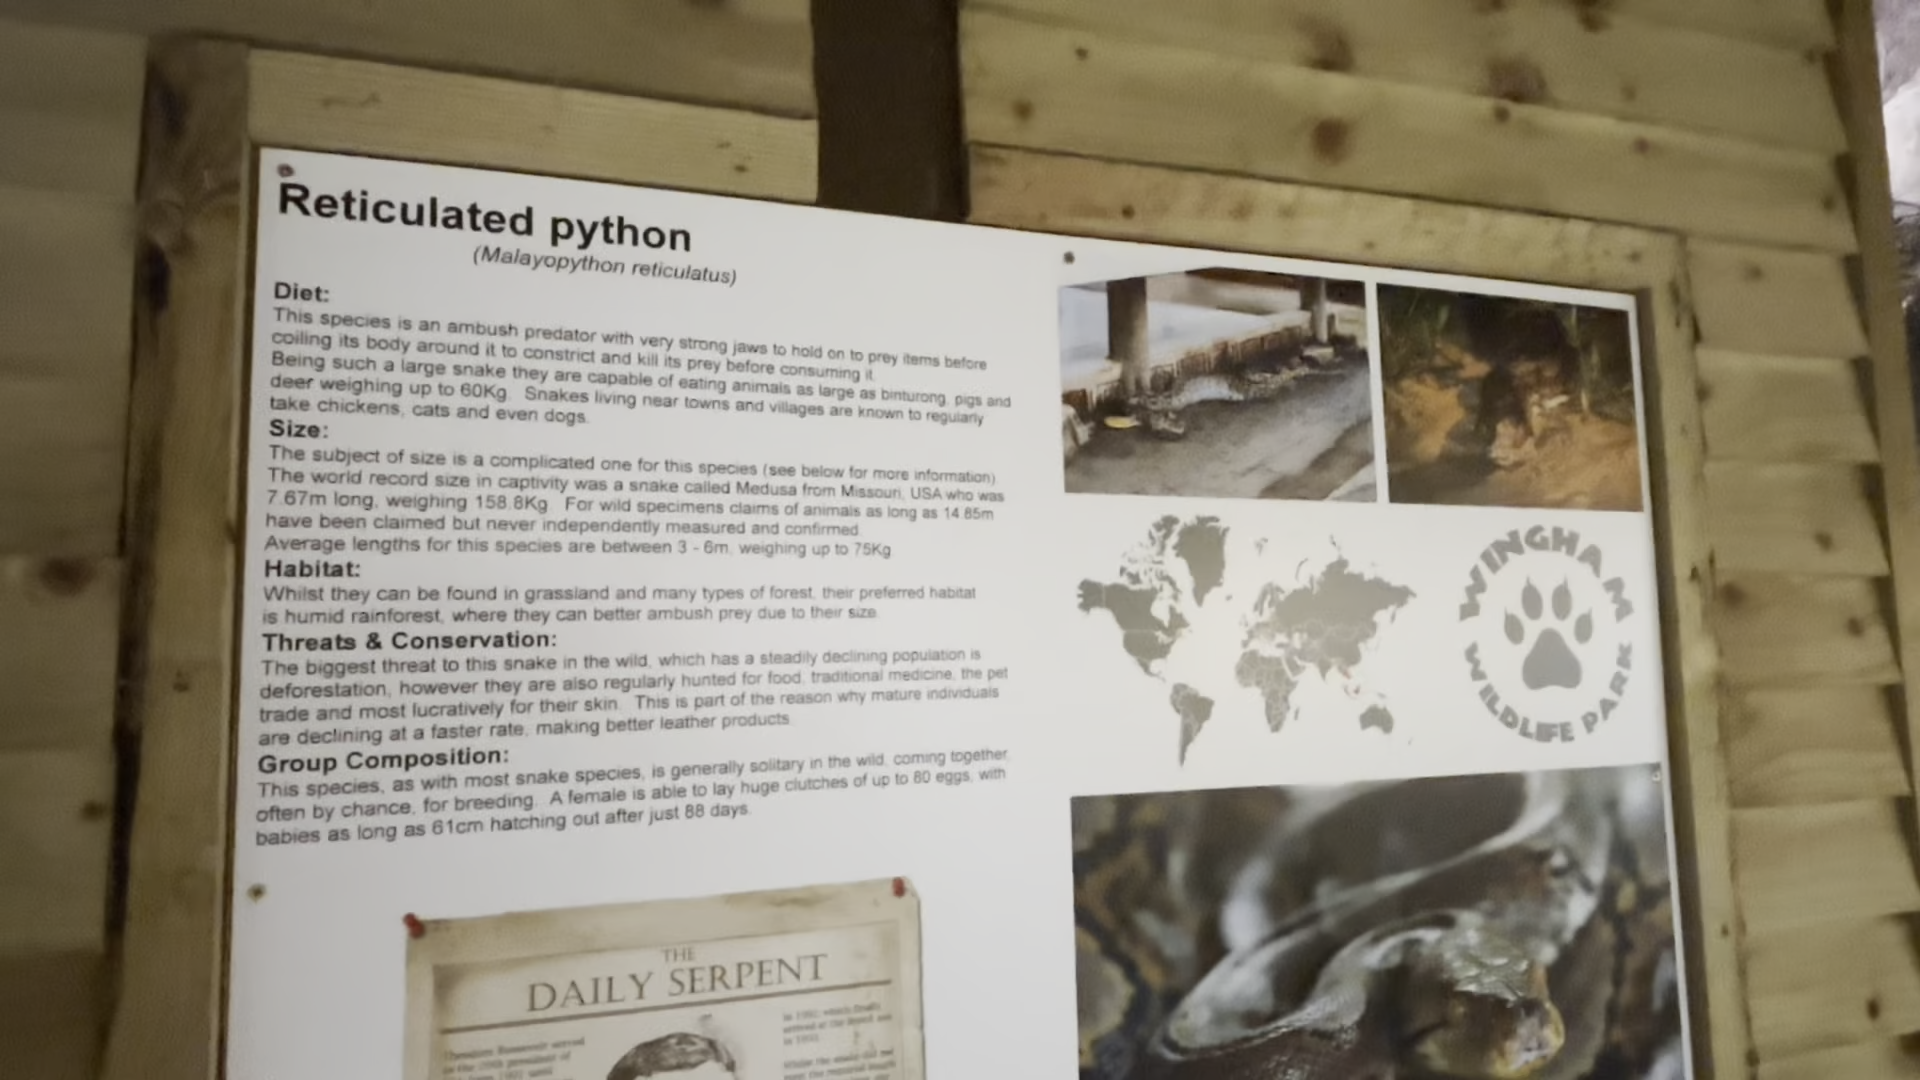 Reticulated python
(Malayopython reticulatus)
Diet:
This species is an ambush predator with very strong jaws to hold on to prey items before
coiling its body around it to constrict and kill its prey before consuming it.
Being such a large snake they are capable of eating animals as large as binturong, pigs and
deer weighing up to 60Kg. Snakes living near towns and villages are known to regularly
take chickens, cats and even dogs.
Size:
The subject of size is a complicated one for this species (see below for more information)
The world record size in captivity was a snake called Medusa from Missouri, USA who was
7.67m long, weighing 158.8Kg For wild specimens claims of animals as long as 14.85m
have been claimed but never independently measured and confirmed.
Average lengths for this species are between 3 - 6m, weighing up to 75Kg
Habitat:
Whilst they can be found in grassland and many types of forest, their preferred habitat
is humid rainforest, where they can better ambush prey due to their size.
Threats & Conservation:
The biggest threat to this snake in the wild, which has a steadily declining population is
deforestation, however they are also regularly hunted for food, traditional medicine, the pet
trade and most lucratively for their skin. This is part of the reason why mature individuals
are declining at a faster rate, making better leather products.
Group Composition:
This species, as with most snake species, is generally solitary in the wild, coming together,
often by chance, for breeding. A female is able to lay huge clutches of up to 80 eggs, with
babies as long as 61cm hatching out after just 88 days.
WINGHAM
WILDLIFE PARK
THE
DAILY SERPENT
Theodore Roosevelt served